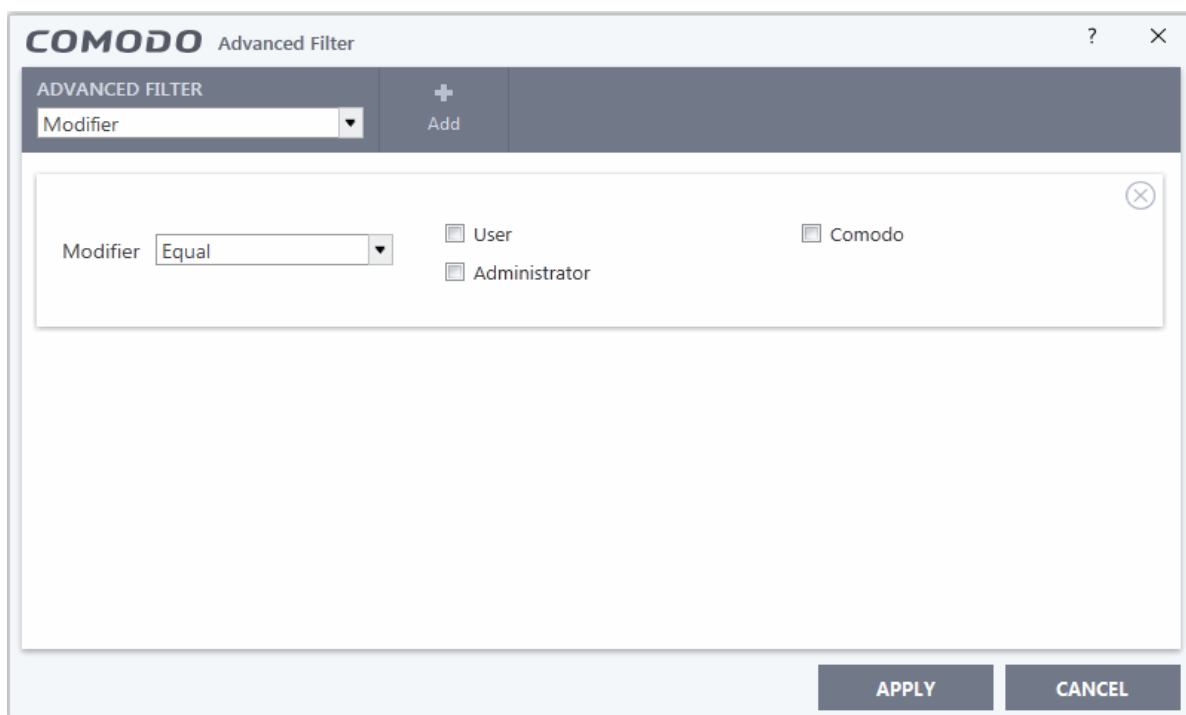 COMODO Advanced Filter ?
ADVANCED FILTER
Modifier
Add
Modifier Equal
User
Comodo
Administrator
APPLY
CANCEL